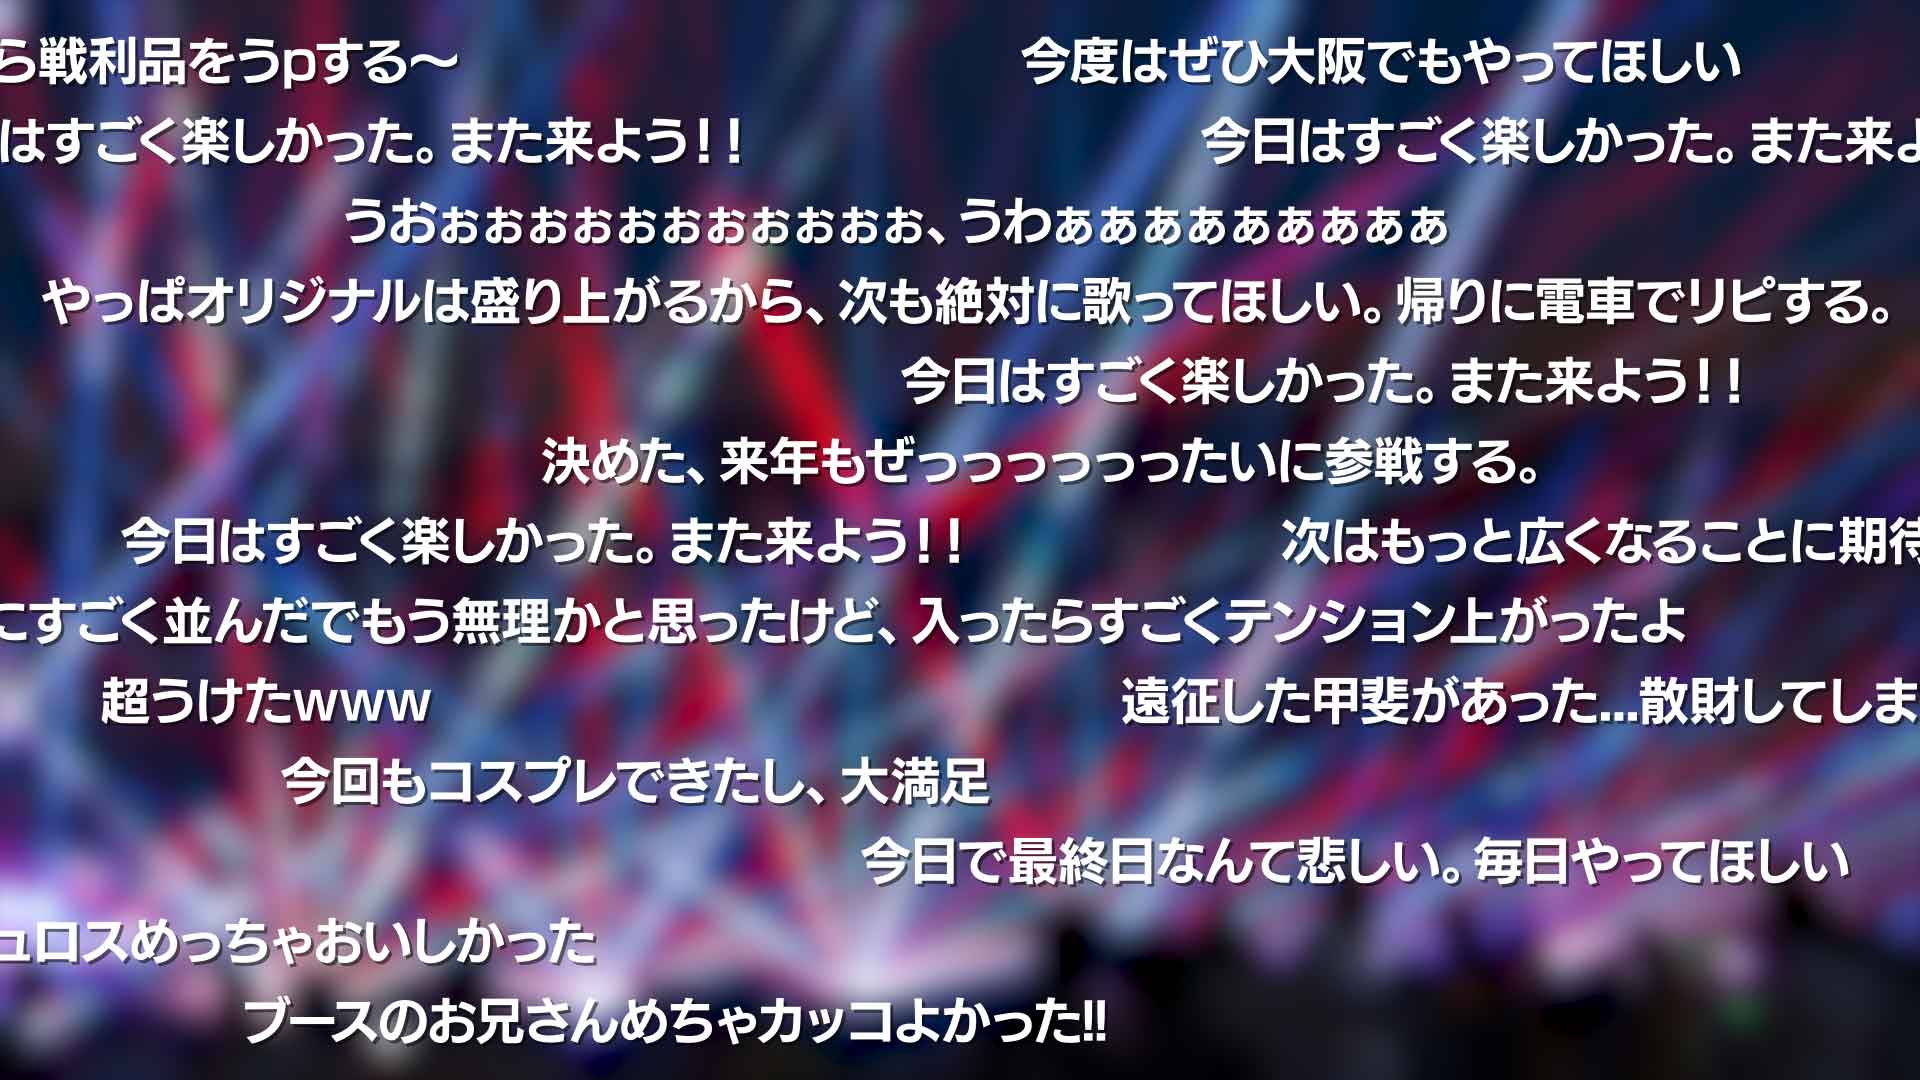 ら戦利品をうpする～
今度はぜひ大阪でもやってほしい
はすごく楽しかった。また来よう！！
今日はすごく楽しかった。また来よ
うおぉぉぉぉぉぉぉぉぉぉぉ、うわぁぁぁぁぁぁぁぁぁ
やっぱオリジナルは盛り上がるから、次も絶対に歌ってほしい。帰りに電車でリピする。
今日はすごく楽しかった。また来よう！！
決めた、来年もぜっっっっっったいに参戦する。
今日はすごく楽しかった。また来よう！！
次はもっと広くなることに期待
にすごく並んだでもう無理かと思ったけど、入ったらすごくテンション上がったよ
超うけたwww
遠征した甲斐があった...散財してしま
今回もコスプレできたし、大満足
今日で最終日なんて悲しい。毎日やってほしい
ュロスめっちゃおいしかった
ブースのお兄さんめちゃカッコよかった!!